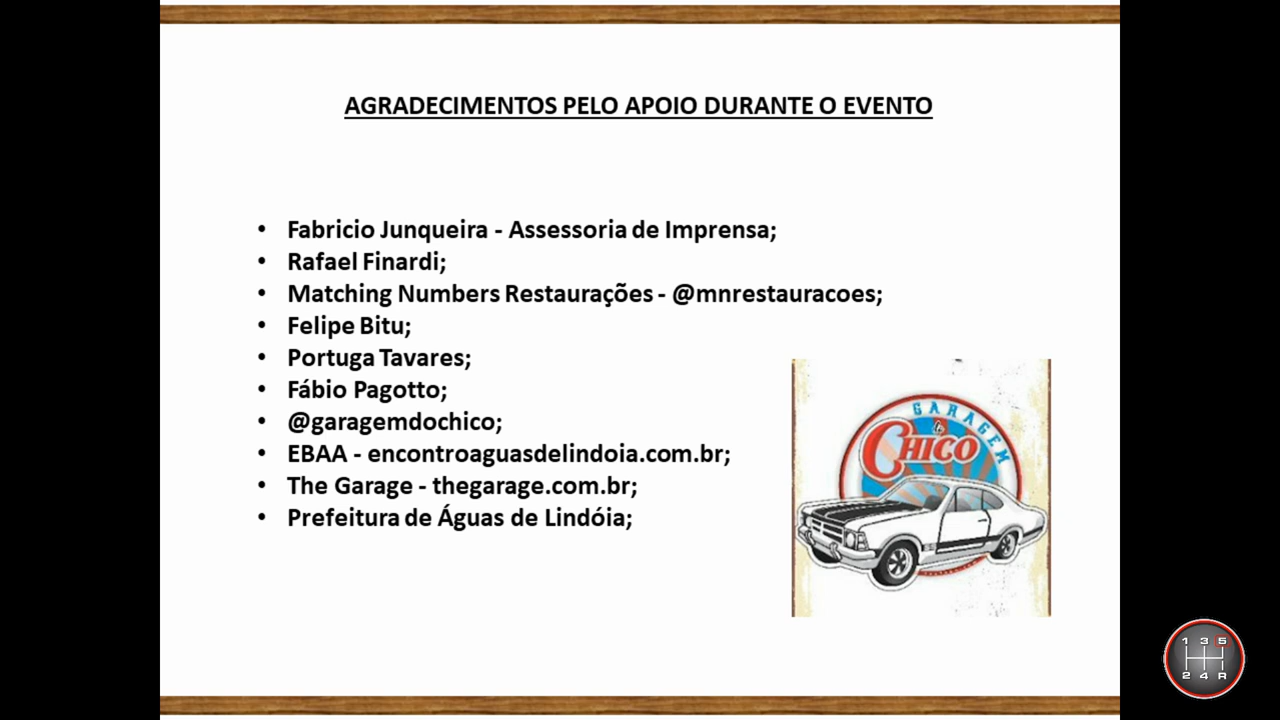 AGRADECIMENTOS PELO APOIO DURANTE O EVENTO
• Fabricio Junqueira - Assessoria de Imprensa;
• Rafael Finardi;
• Matching Numbers Restaurações - @mnrestauracoes;
• Felipe Bitu;
• Portuga Tavares;
• Fábio Pagotto;
• @garagemdochico;
• EBAA - encontroaguasdelindoia.com.br;
• The Garage - thegarage.com.br;
• Prefeitura de Águas de Lindóia;
GARAGEM
CHICO
1 3 5
2 4 R